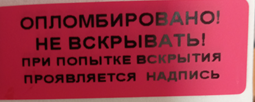 ОПЛОМБИРОВАНО!
НЕ ВСКРЫВАТЬ!
ПРИ ПОПЫТКЕ ВСКРЫТИЯ
ПРОЯВЛЯЕТСЯ НАДПИСЬ